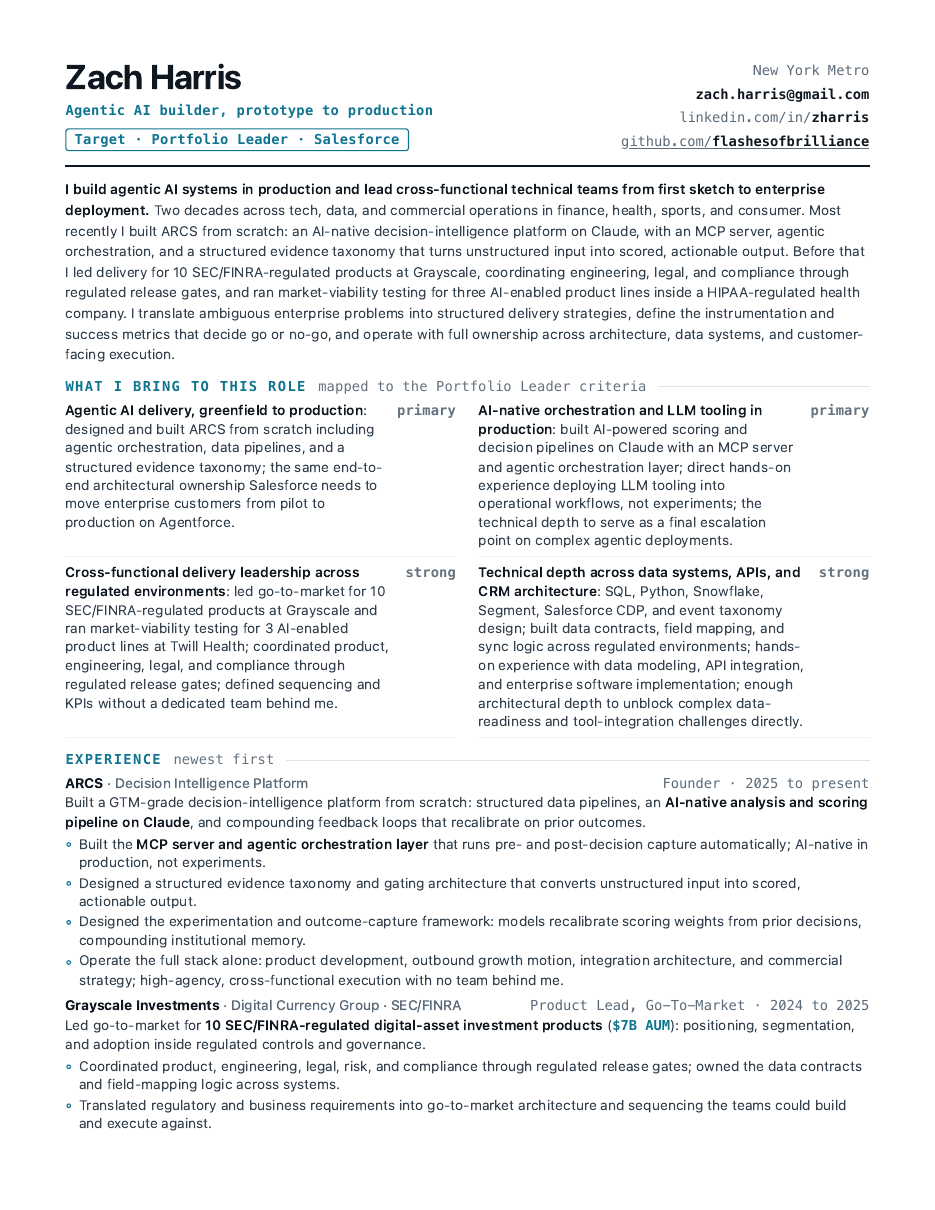 Zach Harris
Agentic AI builder, prototype to production
Target · Portfolio Leader · Salesforce
New York Metro
zach.harris@gmail.com
linkedin.com/in/zharris
github.com/flashesofbrilliance
I build agentic AI systems in production and lead cross-functional technical teams from first sketch to enterprise
deployment. Two decades across tech, data, and commercial operations in finance, health, sports, and consumer. Most
recently I built ARCS from scratch: an AI-native decision-intelligence platform on Claude, with an MCP server, agentic
orchestration, and a structured evidence taxonomy that turns unstructured input into scored, actionable output. Before that
I led delivery for 10 SEC/FINRA-regulated products at Grayscale, coordinating engineering, legal, and compliance through
regulated release gates, and ran market-viability testing for three AI-enabled product lines inside a HIPAA-regulated health
company. I translate ambiguous enterprise problems into structured delivery strategies, define the instrumentation and
success metrics that decide go or no-go, and operate with full ownership across architecture, data systems, and customer-
facing execution.
WHAT I BRING TO THIS ROLE mapped to the Portfolio Leader criteria
Agentic AI delivery, greenfield to production: primary
designed and built ARCS from scratch including
agentic orchestration, data pipelines, and a
structured evidence taxonomy; the same end-to-
end architectural ownership Salesforce needs to
move enterprise customers from pilot to
production on Agentforce.
AI-native orchestration and LLM tooling in primary
production: built AI-powered scoring and
decision pipelines on Claude with an MCP server
and agentic orchestration layer; direct hands-on
experience deploying LLM tooling into
operational workflows, not experiments; the
technical depth to serve as a final escalation
point on complex agentic deployments.
Cross-functional delivery leadership across strong
regulated environments: led go-to-market for 10
SEC/FINRA-regulated products at Grayscale and
ran market-viability testing for 3 AI-enabled
product lines at Twill Health; coordinated product,
engineering, legal, and compliance through
regulated release gates; defined sequencing and
KPIs without a dedicated team behind me.
Technical depth across data systems, APIs, and strong
CRM architecture: SQL, Python, Snowflake,
Segment, Salesforce CDP, and event taxonomy
design; built data contracts, field mapping, and
sync logic across regulated environments; hands-
on experience with data modeling, API integration,
and enterprise software implementation; enough
architectural depth to unblock complex data-
readiness and tool-integration challenges directly.
EXPERIENCE newest first
ARCS · Decision Intelligence Platform Founder · 2025 to present
Built a GTM-grade decision-intelligence platform from scratch: structured data pipelines, an AI-native analysis and scoring
pipeline on Claude, and compounding feedback loops that recalibrate on prior outcomes.
Built the MCP server and agentic orchestration layer that runs pre- and post-decision capture automatically; AI-native in
production, not experiments.
Designed a structured evidence taxonomy and gating architecture that converts unstructured input into scored,
actionable output.
Designed the experimentation and outcome-capture framework: models recalibrate scoring weights from prior decisions,
compounding institutional memory.
Operate the full stack alone: product development, outbound growth motion, integration architecture, and commercial
strategy; high-agency, cross-functional execution with no team behind me.
Grayscale Investments · Digital Currency Group · SEC/FINRA Product Lead, Go-To-Market · 2024 to 2025
Led go-to-market for 10 SEC/FINRA-regulated digital-asset investment products ($7B AUM): positioning, segmentation,
and adoption inside regulated controls and governance.
Coordinated product, engineering, legal, risk, and compliance through regulated release gates; owned the data contracts
and field-mapping logic across systems.
Translated regulatory and business requirements into go-to-market architecture and sequencing the teams could build
and execute against.